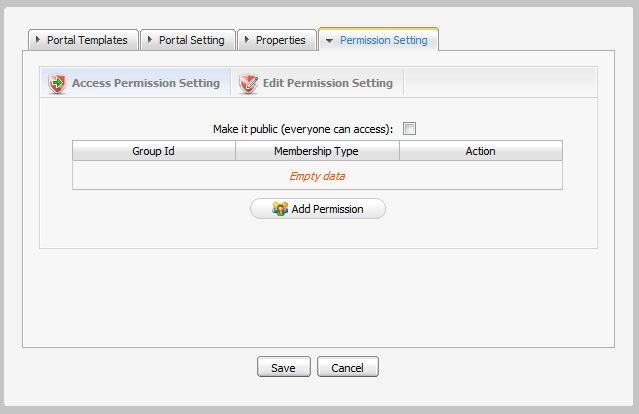 Portal Templates Portal Setting Properties Permission Setting
Access Permission Setting Edit Permission Setting
Make it public (everyone can access):
Group Id Membership Type Action
Empty data
Add Permission
Save Cancel